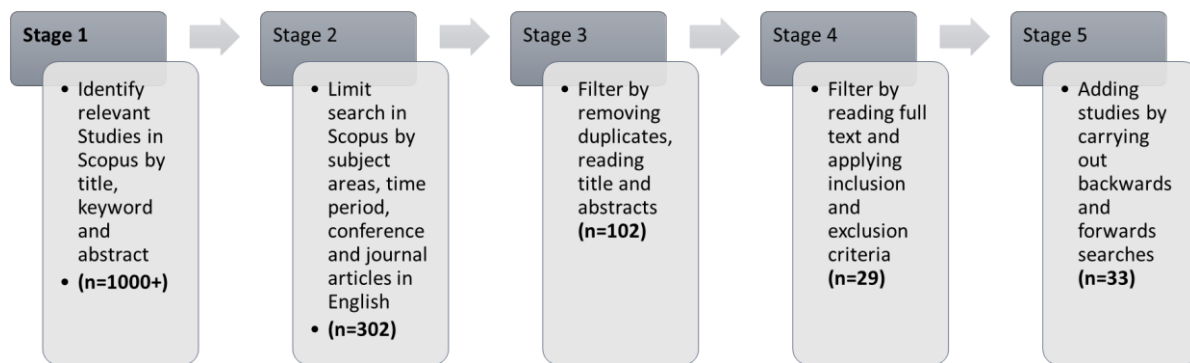 Stage 1
• Identify
relevant
Studies in
Scopus by
title,
keyword
and
abstract
• (n=1000+)
Stage 2
• Limit
search in
Scopus by
subject
areas, time
period,
conference
and journal
articles in
English
• (n=302)
Stage 3
• Filter by
removing
duplicates,
reading
title and
abstracts
(n=102)
Stage 4
• Filter by
reading full
text and
applying
inclusion
and
exclusion
criteria
(n=29)
Stage 5
• Adding
studies by
carrying
out
backwards
and
forwards
searches
(n=33)